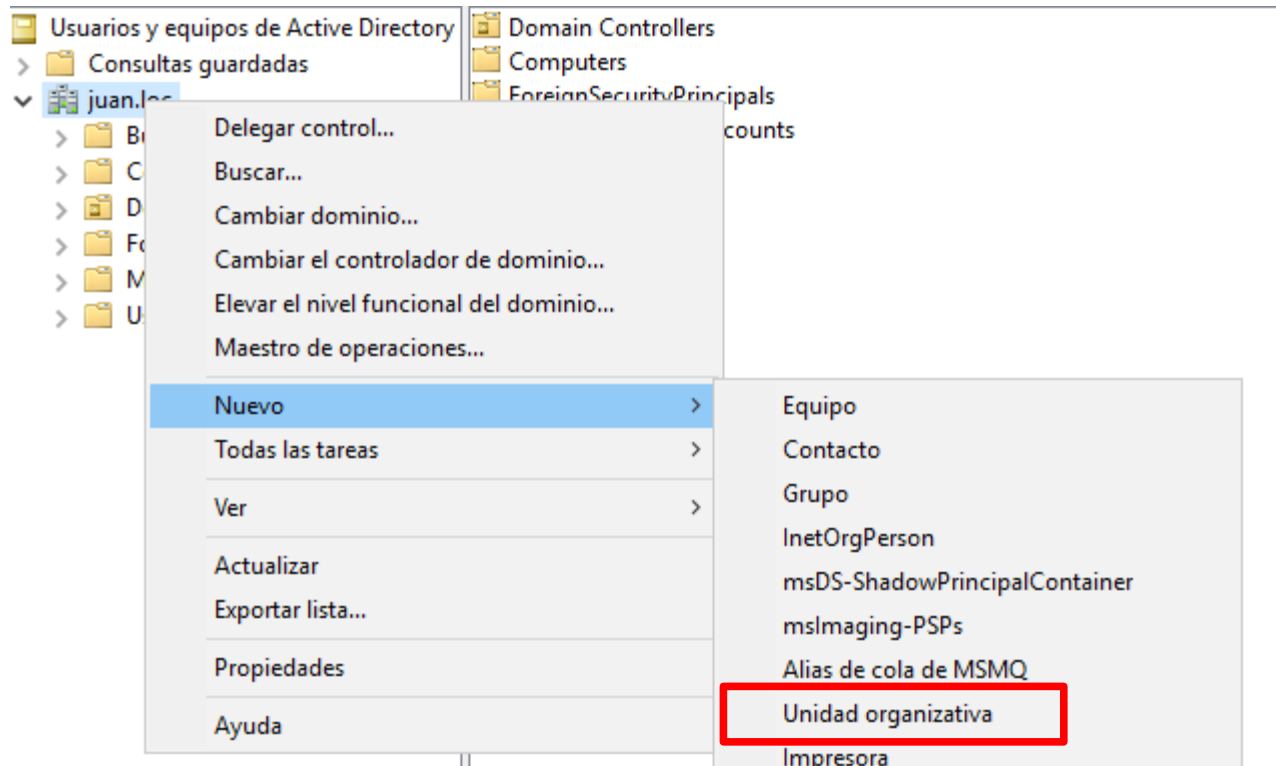 Usuarios y equipos de Active Directory
Consultas guardadas
juan.loc
Domain Controllers
Computers
ForeignSecurityPrincipals
counts
Delegar control...
Buscar...
Cambiar dominio...
Cambiar el controlador de dominio...
Elevar el nivel funcional del dominio...
Maestro de operaciones...
Nuevo
Todas las tareas
Ver
Actualizar
Exportar lista...
Propiedades
Ayuda
Equipo
Contacto
Grupo
InetOrgPerson
msDS-ShadowPrincipalContainer
msImaging-PSPs
Alias de cola de MSMQ
Unidad organizativa
Impresora